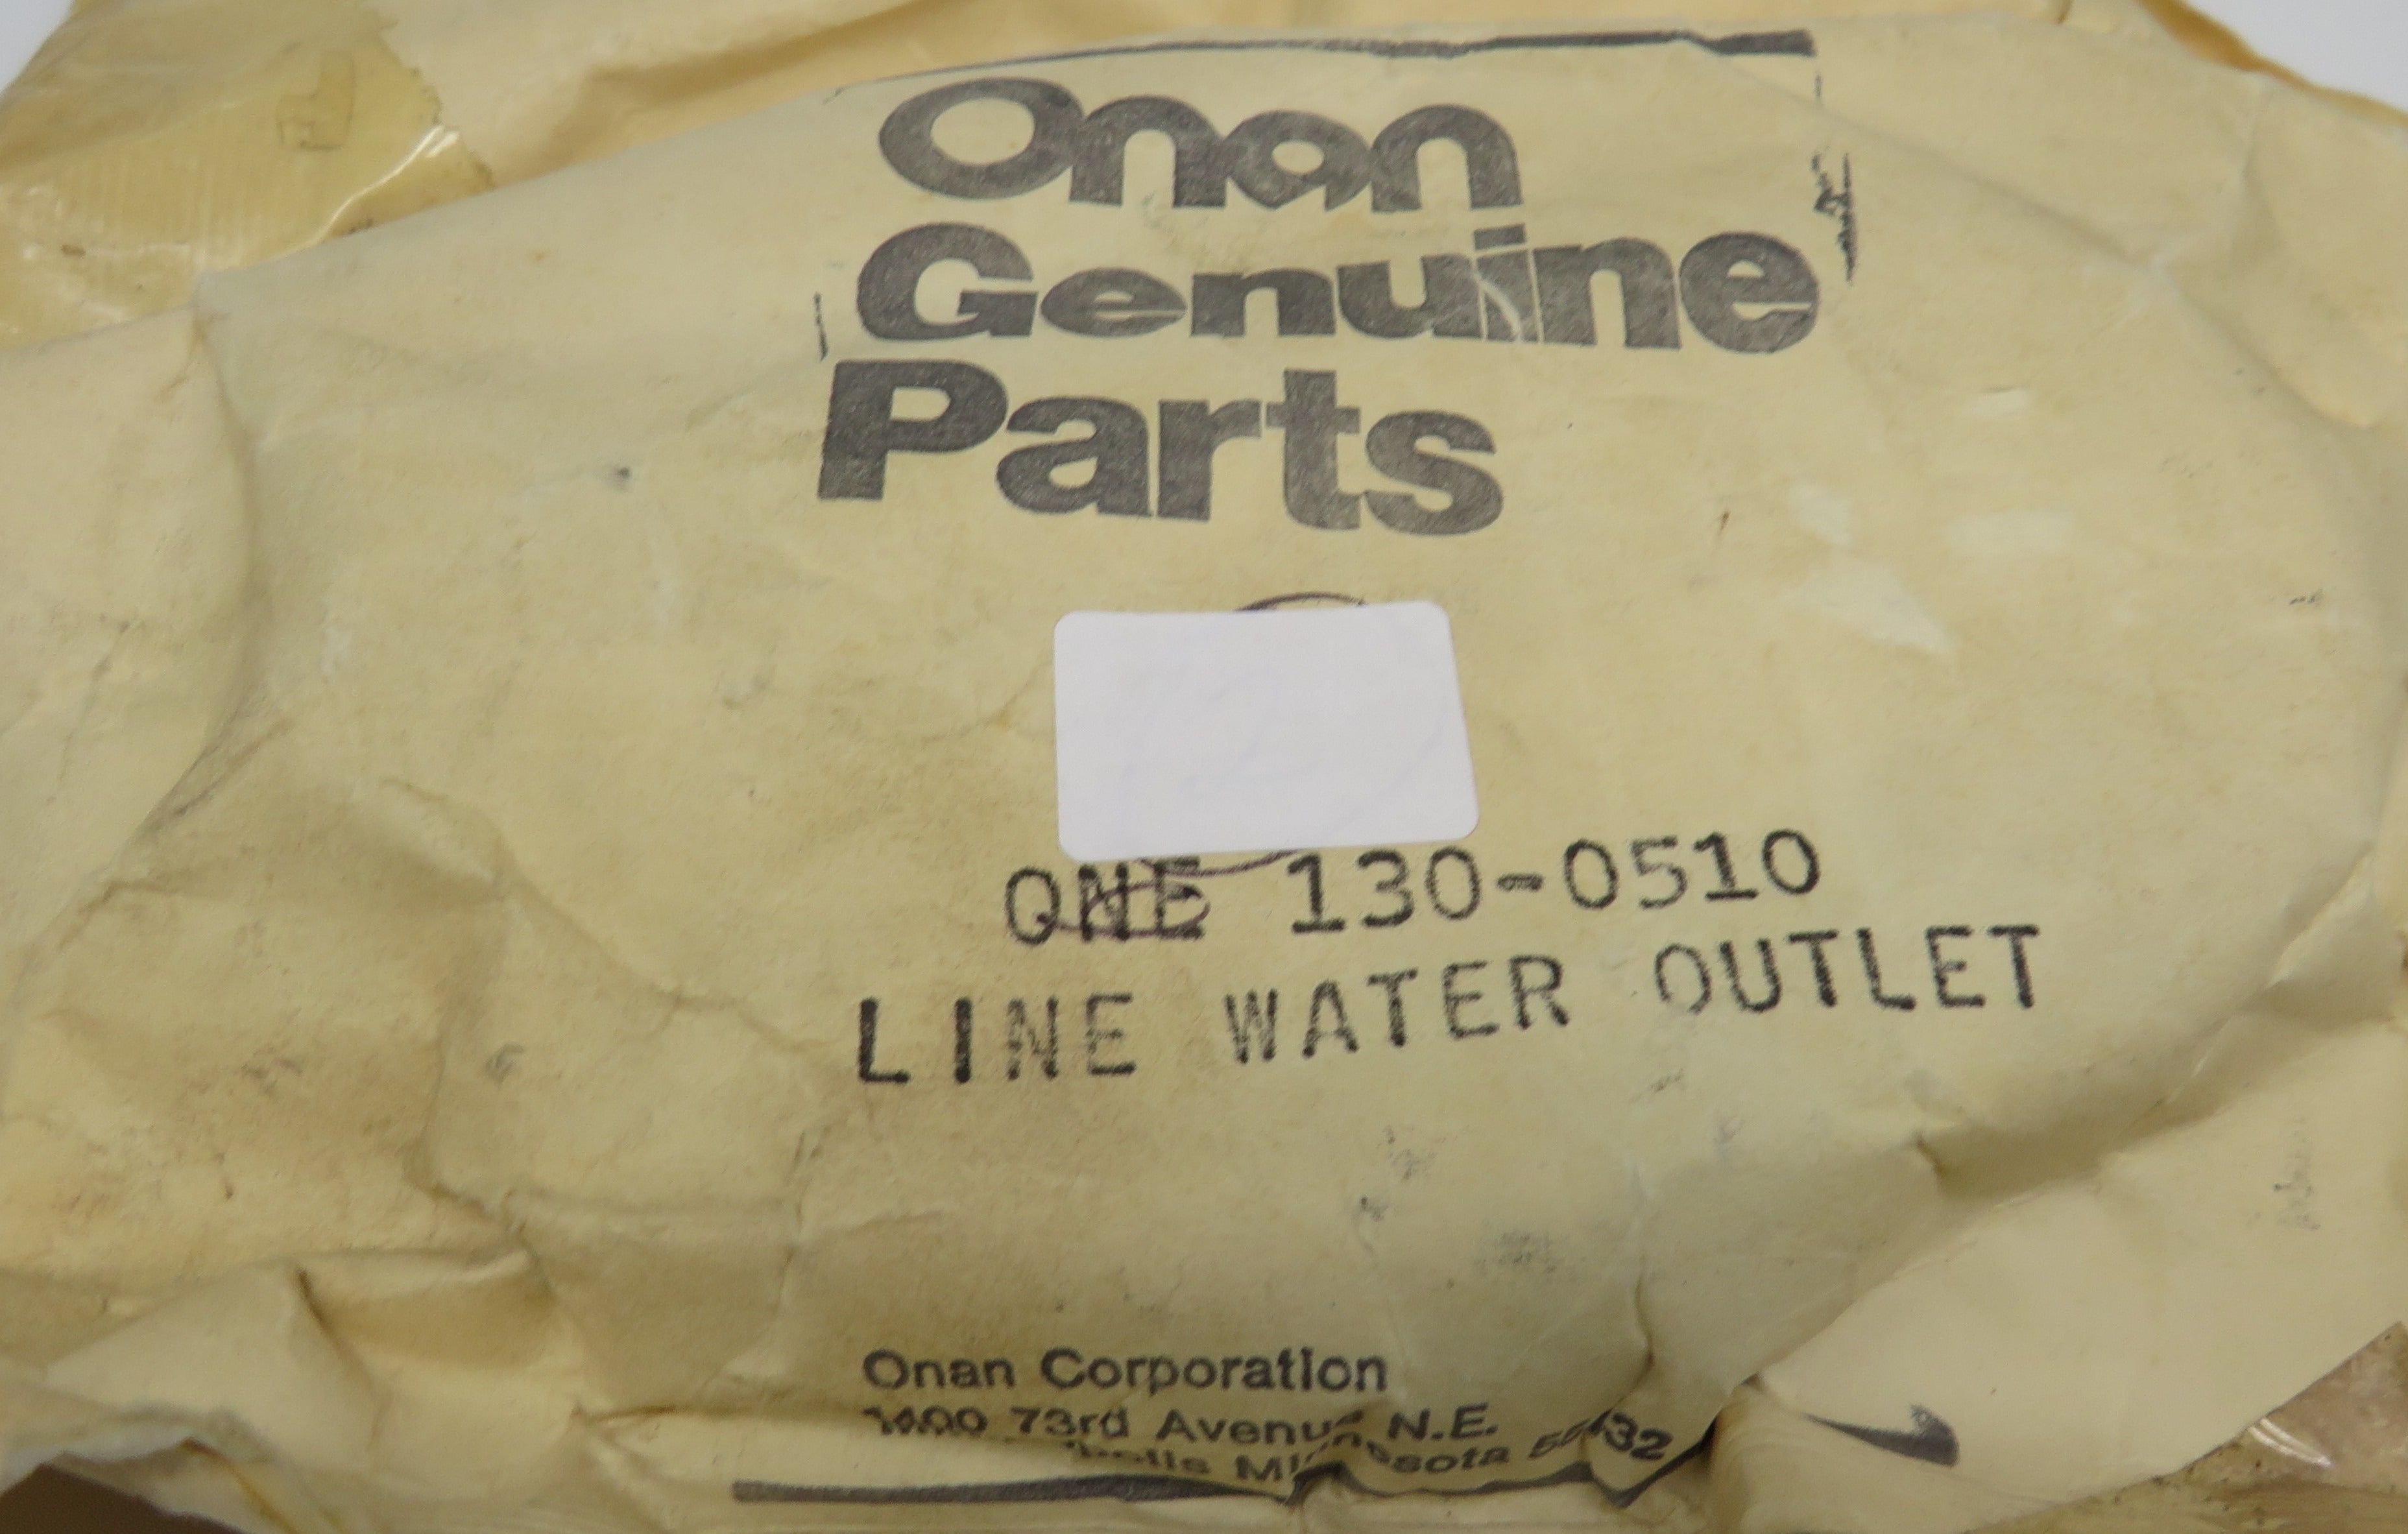 Onan
Genuine
Parts
ONE 130-0510
LINE WATER OUTLET
Onan Corporation
1400 73rd Avenue N.E.